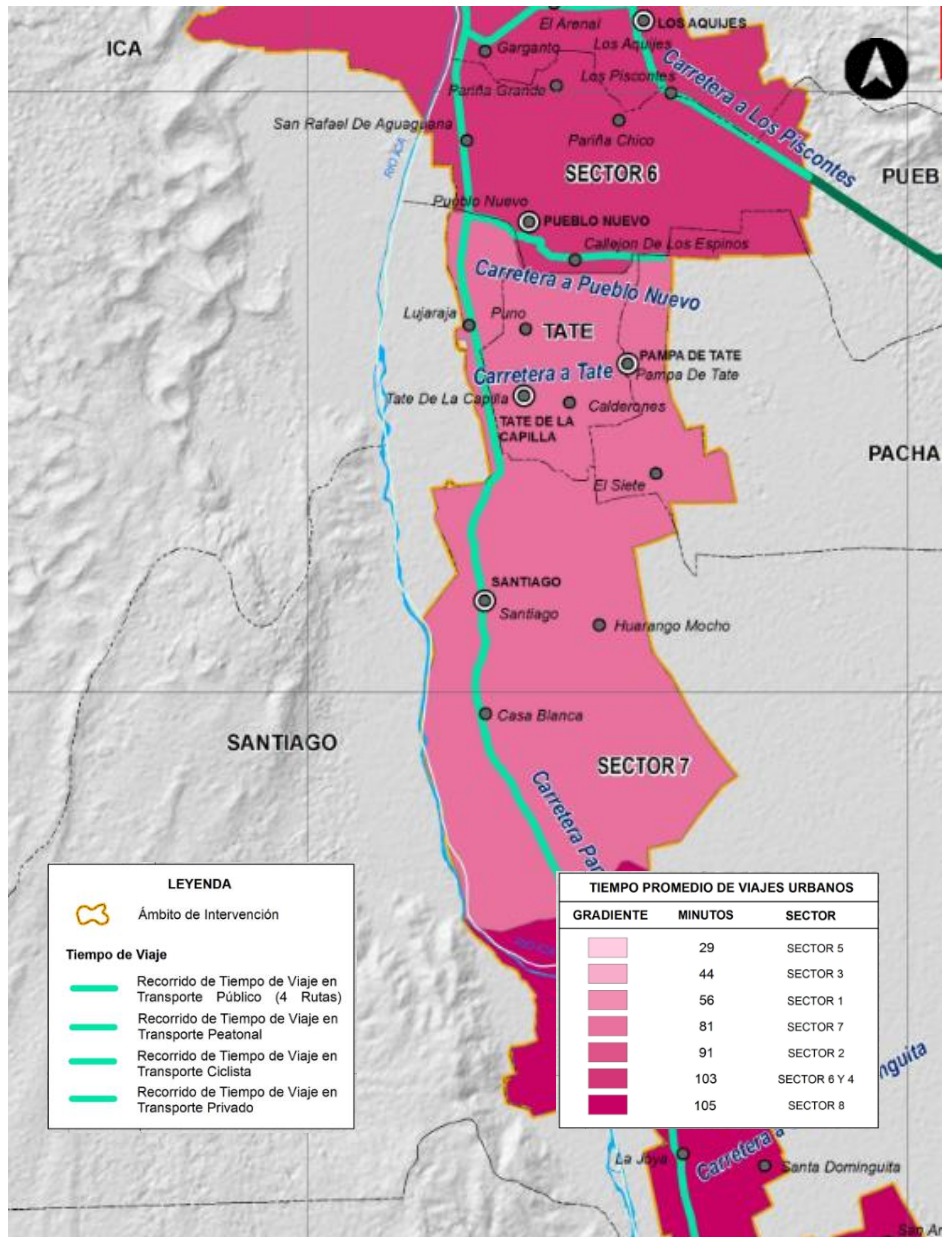 El Arenal
LOS AQUIJES
ICA
Garganto
Los Aquijes
Carretera a Los Piscontes
Los Piscontes
Pariña Grande
San Rafael De Aguaguana
Pariña Chico
RIO ICA
SECTOR 6
PUEB
Pueblo Nuevo
PUEBLO NUEVO
Callejon De Los Espinos
Carretera a Pueblo Nuevo
Lujaraja
Puno
TATE
PAMPA DE TATE
Pampa De Tate
Carretera a Tate
Tate De La Capilla
Calderones
TATE DE LA
CAPILLA
PACHA
El Siete
SANTIAGO
Santiago
Huarango Mocho
Casa Blanca
SANTIAGO
SECTOR 7
Carretera Par
LEYENDA
Ámbito de Intervención
Tiempo de Viaje
Recorrido de Tiempo de Viaje en
Transporte Público (4 Rutas)
Recorrido de Tiempo de Viaje en
Transporte Peatonal
Recorrido de Tiempo de Viaje en
Transporte Ciclista
Recorrido de Tiempo de Viaje en
Transporte Privado
TIEMPO PROMEDIO DE VIAJES URBANOS
GRADIENTE MINUTOS SECTOR
29 SECTOR 5
44 SECTOR 3
56 SECTOR 1
81 SECTOR 7
91 SECTOR 2
103 SECTOR 6 Y 4
105 SECTOR 8
RIO ICA
nguita
Carretera a
La Joya
Santa Dominguita
San Ar